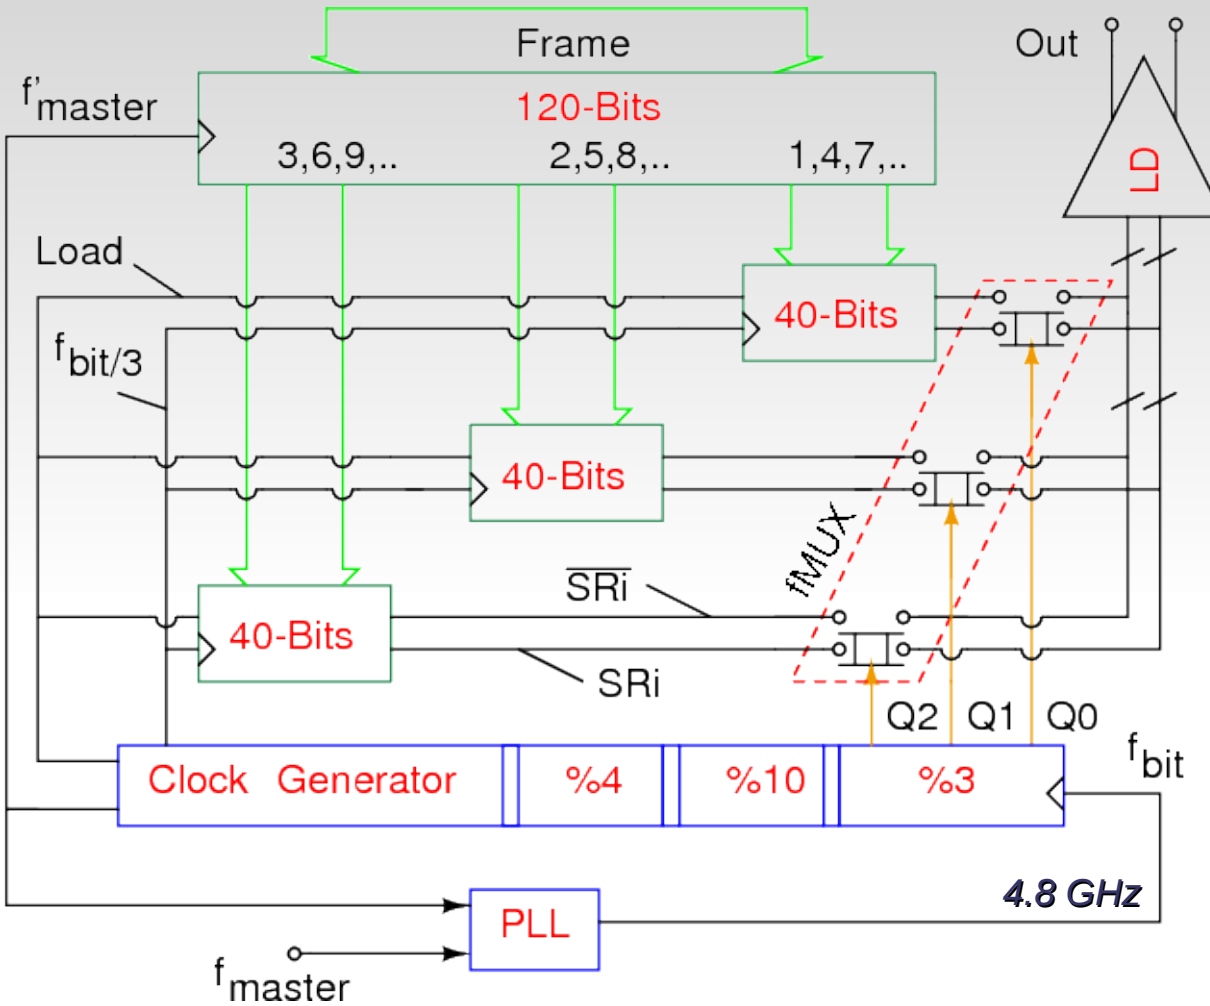 Frame
Out
f'master
120-Bits
3,6,9,..
2,5,8,..
1,4,7,..
LD
Load
40-Bits
fbit/3
40-Bits
fMUX
SRi
40-Bits
SRi
Q2
Q1
Q0
fbit
Clock Generator
%4
%10
%3
4.8 GHz
PLL
fmaster